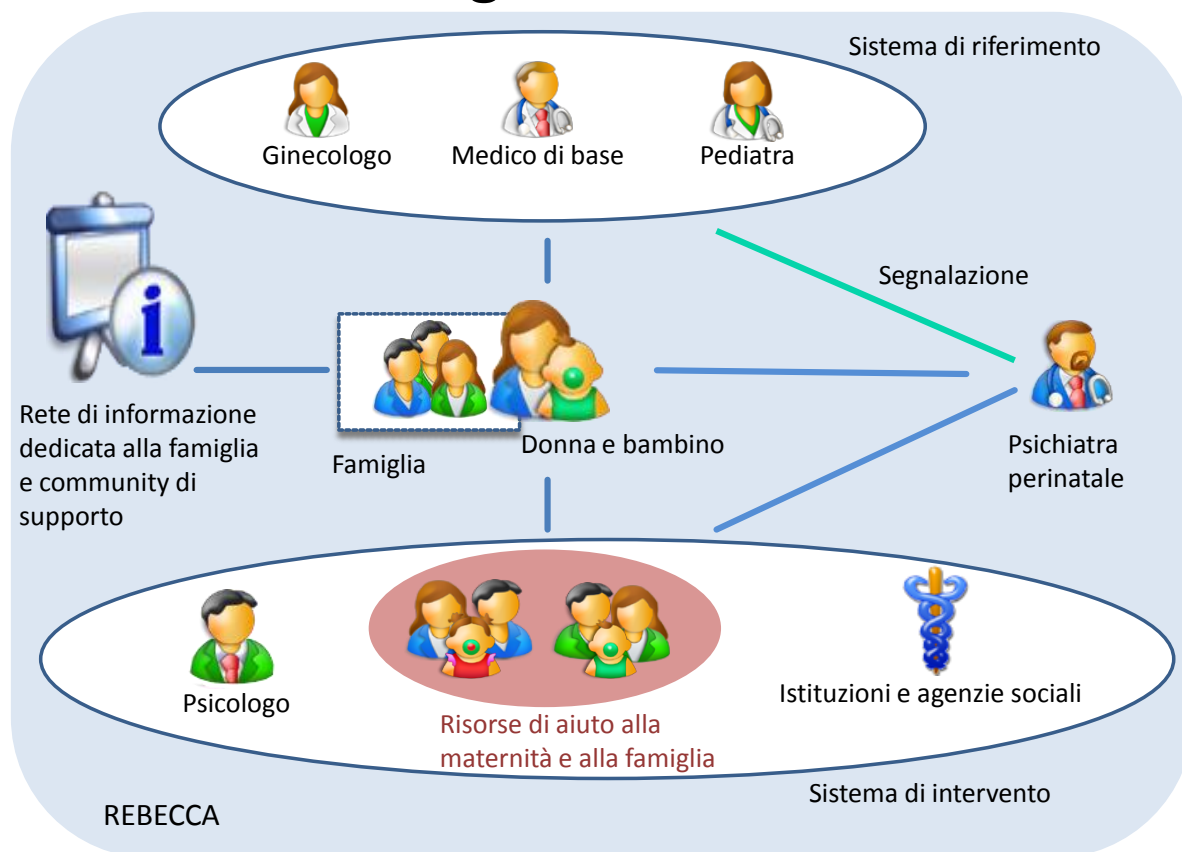 g
Sistema di riferimento
Ginecologo
Medico di base
Pediatra
Segnalazione
Rete di informazione
dedicata alla famiglia
e community di
supporto
Famiglia
Donna e bambino
Psichiatra
perinatale
Psicologo
Risorse di aiuto alla
maternità e alla famiglia
Istituzioni e agenzie sociali
Sistema di intervento
REBECCA